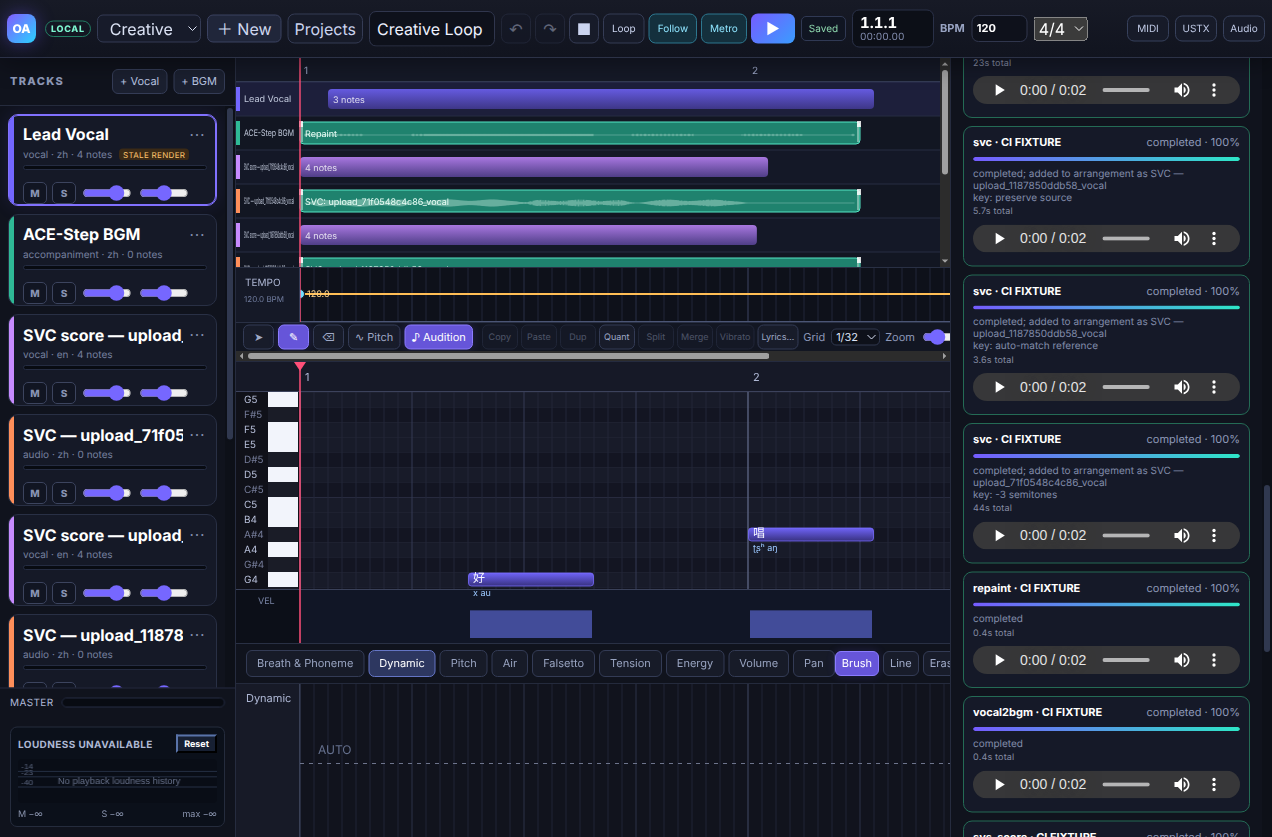 OA LOCAL Creative + New Projects Creative Loop Loop Follow Metro Saved 1.1.1 BPM 120 4/4 MIDI USTX Audio
00:00.00
TRACKS + Vocal + BGM
Lead Vocal ...
vocal · zh · 4 notes STALE RENDER
M S
ACE-Step BGM ...
accompaniment · zh · 0 notes
M S
SVC score — upload_ ...
vocal · en · 4 notes
M S
SVC — upload_71f05 ...
audio · zh · 0 notes
M S
SVC score — upload_ ...
vocal · en · 4 notes
M S
SVC — upload_11878 ...
audio · zh · 0 notes
MASTER
LOUDNESS UNAVAILABLE Reset
-14
-23
-40
No playback loudness history
M −∞ S −∞ max −∞
1 2
Lead Vocal 3 notes
ACE-Step BGM Repaint
4 notes
SVC: upload_71f0548c4c86_vocal
4 notes
TEMPO
120.0 BPM
120.0
Pitch Audition Copy Paste Dup Quant Split Merge Vibrato Lyrics... Grid 1/32 Zoom
1 2
G5
F#5
F5
E5
D#5
D5
C#5
C5
B4
A#4 唱
A4 ʈʂʰ aŋ
G#4
G4 好
x au
VEL
Breath & Phoneme Dynamic Pitch Air Falsetto Tension Energy Volume Pan Brush Line Eras
Dynamic
AUTO
23s total
0:00 / 0:02
svc · CI FIXTURE completed · 100%
completed; added to arrangement as SVC —
upload_1187850ddb58_vocal
key: preserve source
5.7s total
0:00 / 0:02
svc · CI FIXTURE completed · 100%
completed; added to arrangement as SVC —
upload_1187850ddb58_vocal
key: auto-match reference
3.6s total
0:00 / 0:02
svc · CI FIXTURE completed · 100%
completed; added to arrangement as SVC —
upload_71f0548c4c86_vocal
key: -3 semitones
44s total
0:00 / 0:02
repaint · CI FIXTURE completed · 100%
completed
0.4s total
0:00 / 0:02
vocal2bgm · CI FIXTURE completed · 100%
completed
0.4s total
0:00 / 0:02